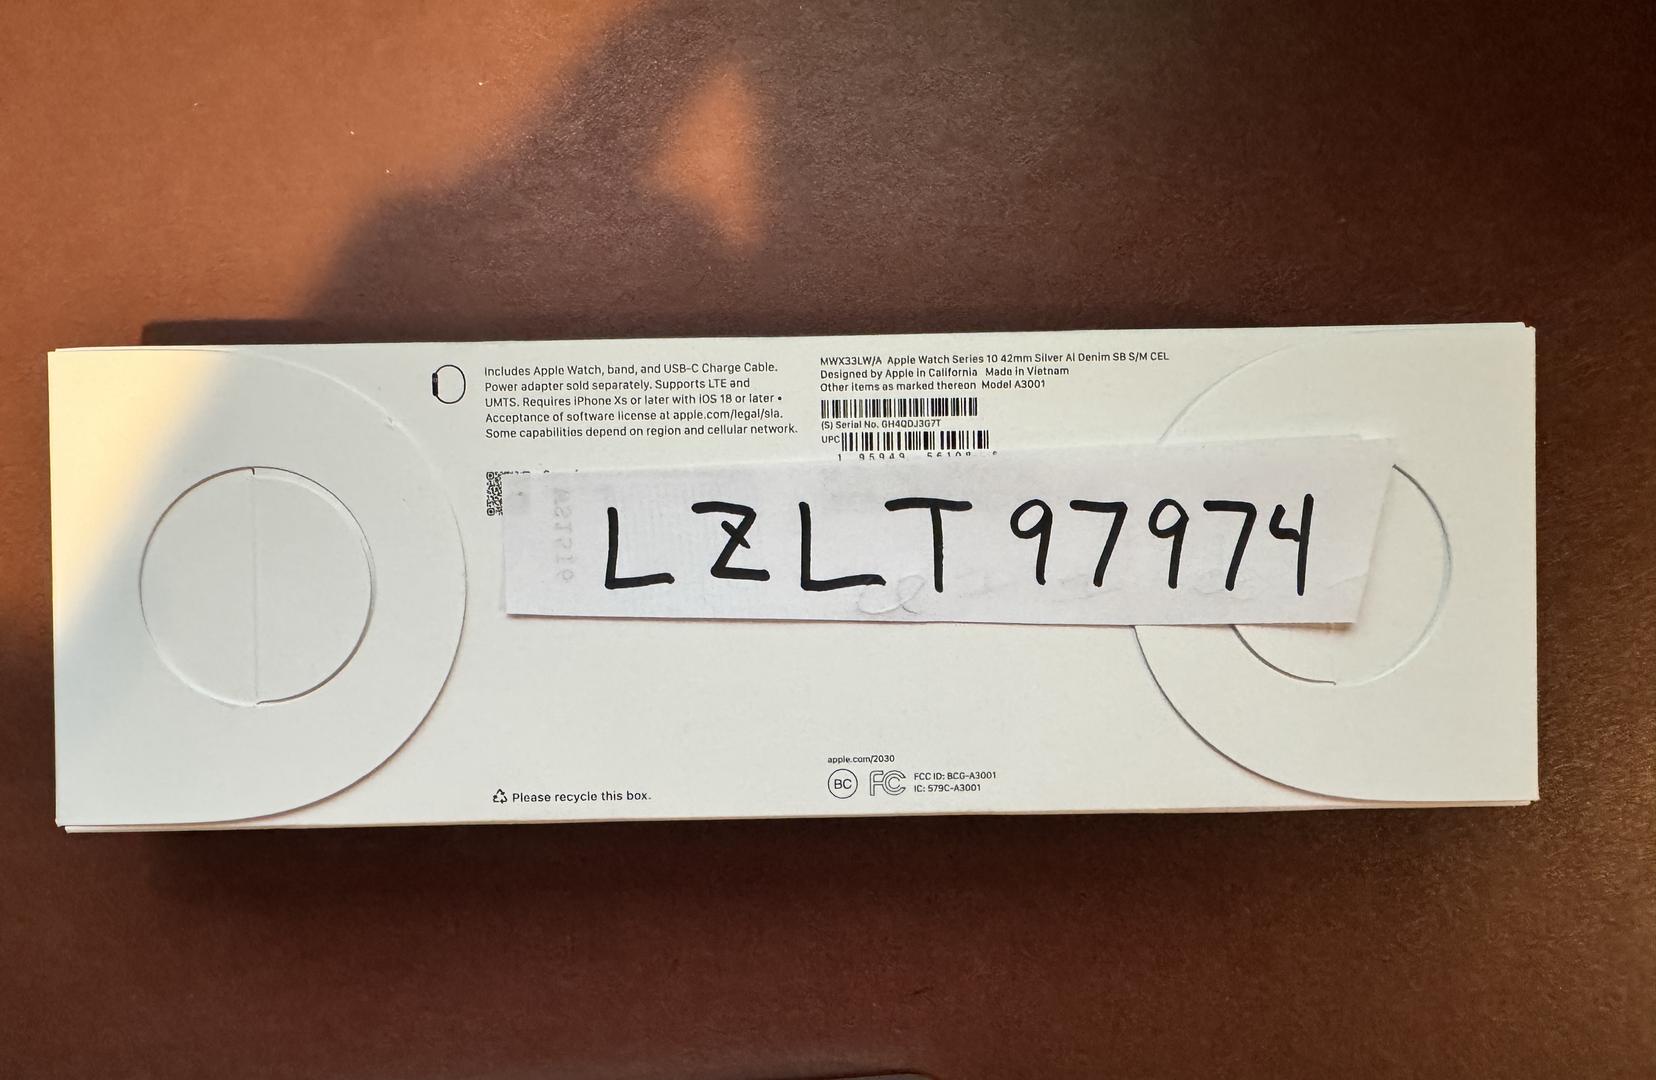 Includes Apple Watch, band, and USB-C Charge Cable.
Power adapter sold separately. Supports LTE and
UMTS. Requires iPhone Xs or later with iOS 18 or later •
Acceptance of software license at apple.com/legal/sla.
Some capabilities depend on region and cellular network.
MWX33LW/A Apple Watch Series 10 42mm Silver Al Denim SB S/M CEL
Designed by Apple in California Made in Vietnam
Other items as marked thereon Model A3001
(S) Serial No. GH4QDJ3G7T
UPC
1 95949
LZLT97974
apple.com/2030
BC FC FCC ID: BCG-A3001
IC: 579C-A3001
Please recycle this box.